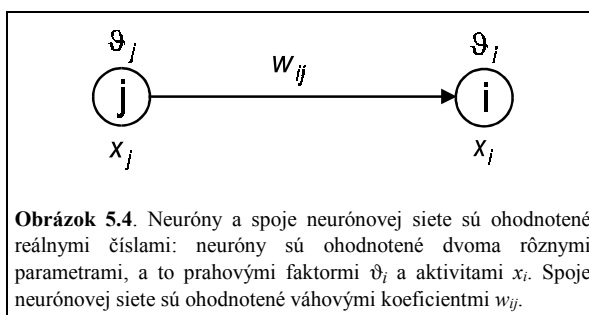 ϑj ϑi
wij
j i
xj xi
Obrázok 5.4. Neuróny a spoje neurónovej siete sú ohodnotené
reálnymi číslami: neuróny sú ohodnotené dvoma rôznymi
parametrami, a to prahovými faktormi ϑi a aktivitami xi. Spoje
neurónovej siete sú ohodnotené váhovými koeficientmi wij.